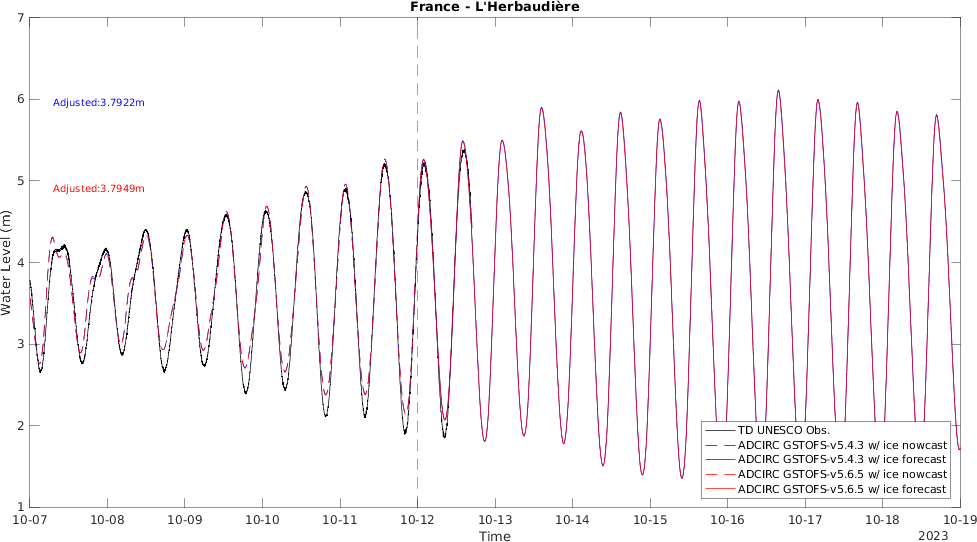 France - L'Herbaudière
7
6
5
4
3
2
1
Water Level (m)
Adjusted:3.7922m
Adjusted:3.7949m
TD UNESCO Obs.
ADCIRC GSTOFS-v5.4.3 w/ ice nowcast
ADCIRC GSTOFS-v5.4.3 w/ ice forecast
ADCIRC GSTOFS-v5.6.5 w/ ice nowcast
ADCIRC GSTOFS-v5.6.5 w/ ice forecast
10-07 10-08 10-09 10-10 10-11 10-12 10-13 10-14 10-15 10-16 10-17 10-18 10-19
Time
2023